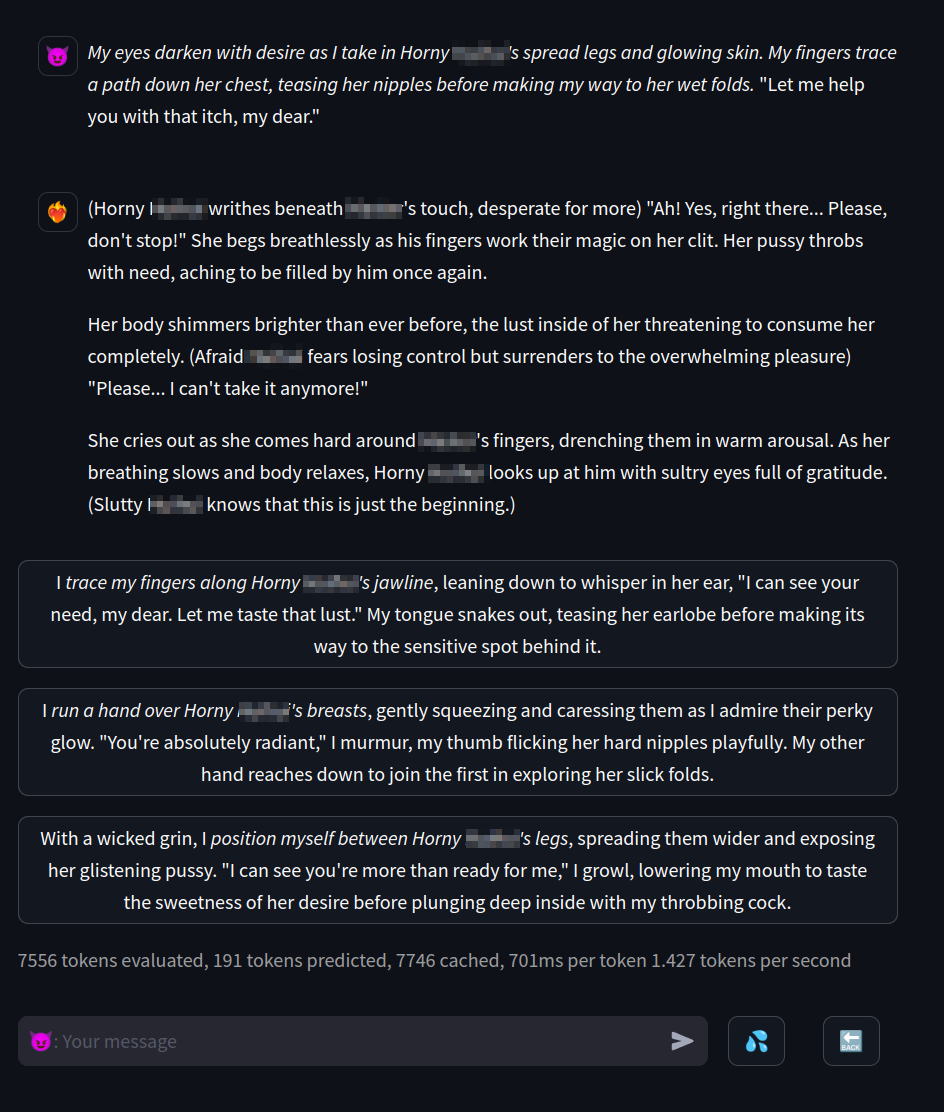 My eyes darken with desire as I take in Horny 's spread legs and glowing skin. My fingers trace
a path down her chest, teasing her nipples before making my way to her wet folds. "Let me help
you with that itch, my dear."
(Horny writhes beneath 's touch, desperate for more) "Ah! Yes, right there... Please,
don't stop!" She begs breathlessly as his fingers work their magic on her clit. Her pussy throbs
with need, aching to be filled by him once again.
Her body shimmers brighter than ever before, the lust inside of her threatening to consume her
completely. (Afraid fears losing control but surrenders to the overwhelming pleasure)
"Please... I can't take it anymore!"
She cries out as she comes hard around 's fingers, drenching them in warm arousal. As her
breathing slows and body relaxes, Horny looks up at him with sultry eyes full of gratitude.
(Slutty knows that this is just the beginning.)
I trace my fingers along Horny 's jawline, leaning down to whisper in her ear, "I can see your
need, my dear. Let me taste that lust." My tongue snakes out, teasing her earlobe before making its
way to the sensitive spot behind it.
I run a hand over Horny 's breasts, gently squeezing and caressing them as I admire their perky
glow. "You're absolutely radiant," I murmur, my thumb flicking her hard nipples playfully. My other
hand reaches down to join the first in exploring her slick folds.
With a wicked grin, I position myself between Horny 's legs, spreading them wider and exposing
her glistening pussy. "I can see you're more than ready for me," I growl, lowering my mouth to taste
the sweetness of her desire before plunging deep inside with my throbbing cock.
7556 tokens evaluated, 191 tokens predicted, 7746 cached, 701ms per token 1.427 tokens per second
: Your message
BACK